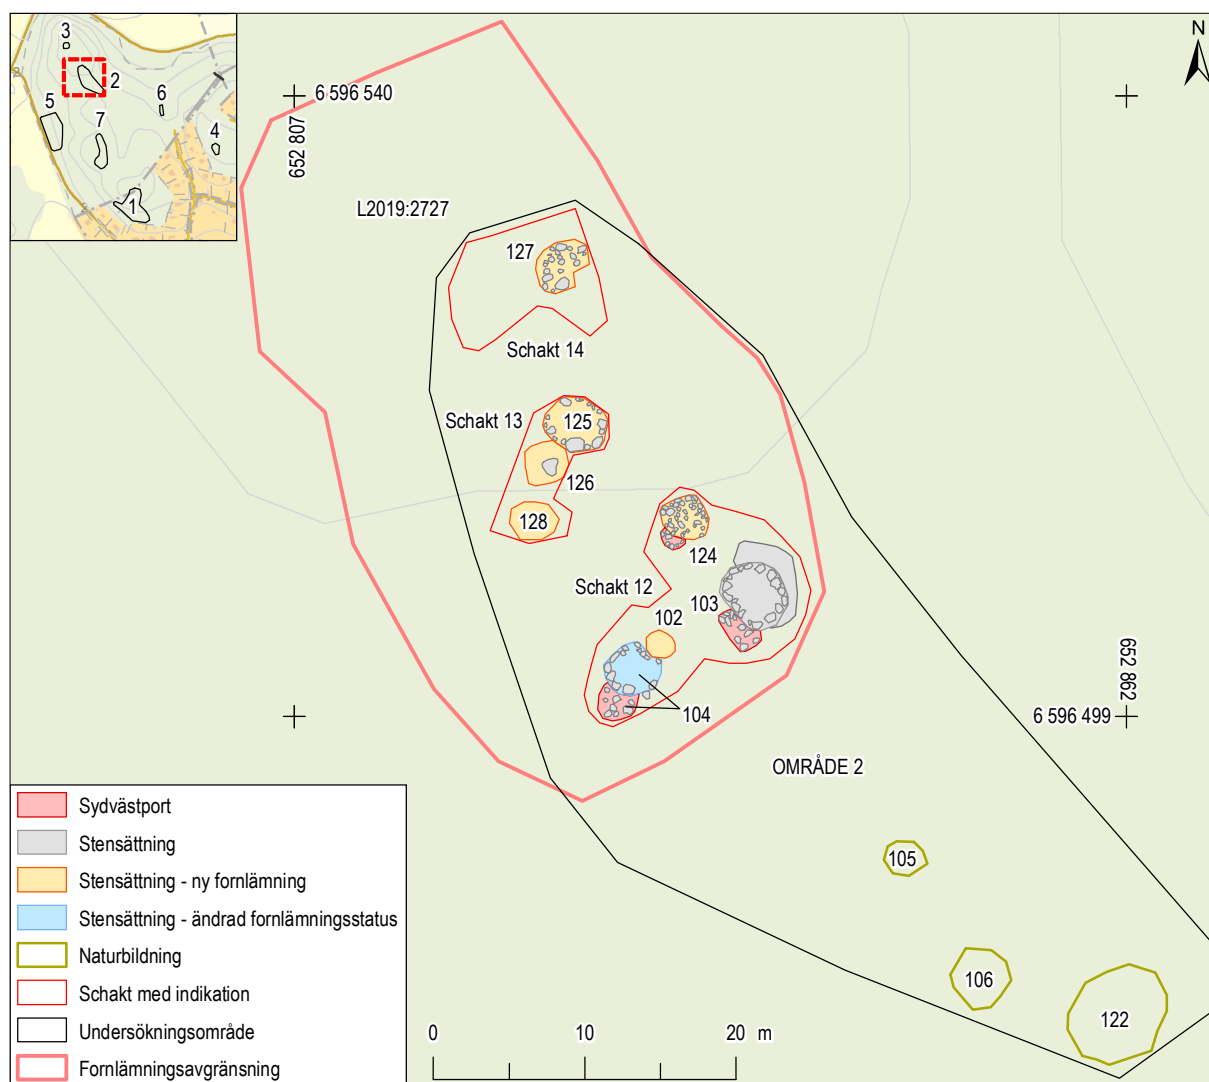 3
2
5
7
6
4
1
N
6 596 540
652 807
L2019:2727
127
Schakt 14
Schakt 13
125
126
128
124
Schakt 12
103
102
104
652 862
6 596 499
OMRÅDE 2
105
106
122
Sydvästport
Stensättning
Stensättning - ny fornlämning
Stensättning - ändrad fornlämningsstatus
Naturbildning
Schakt med indikation
Undersökningsområde
Fornlämningsavgränsning
0 10 20 m